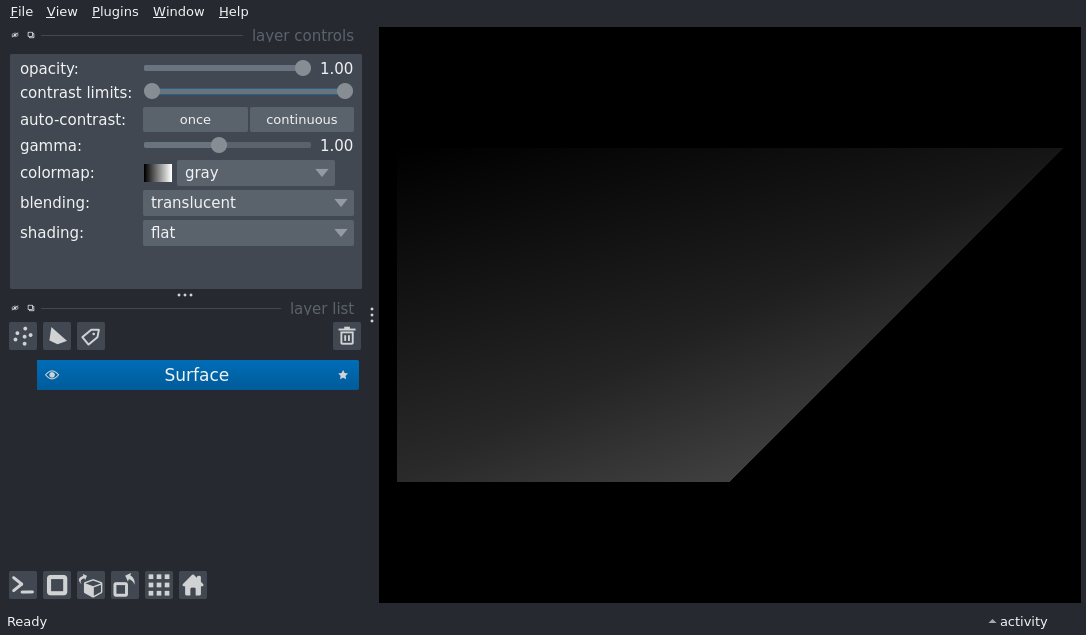 File View Plugins Window Help
layer controls
opacity: 1.00
contrast limits:
auto-contrast: once continuous
gamma: 1.00
colormap: gray
blending: translucent
shading: flat
layer list
Surface
Ready
activity